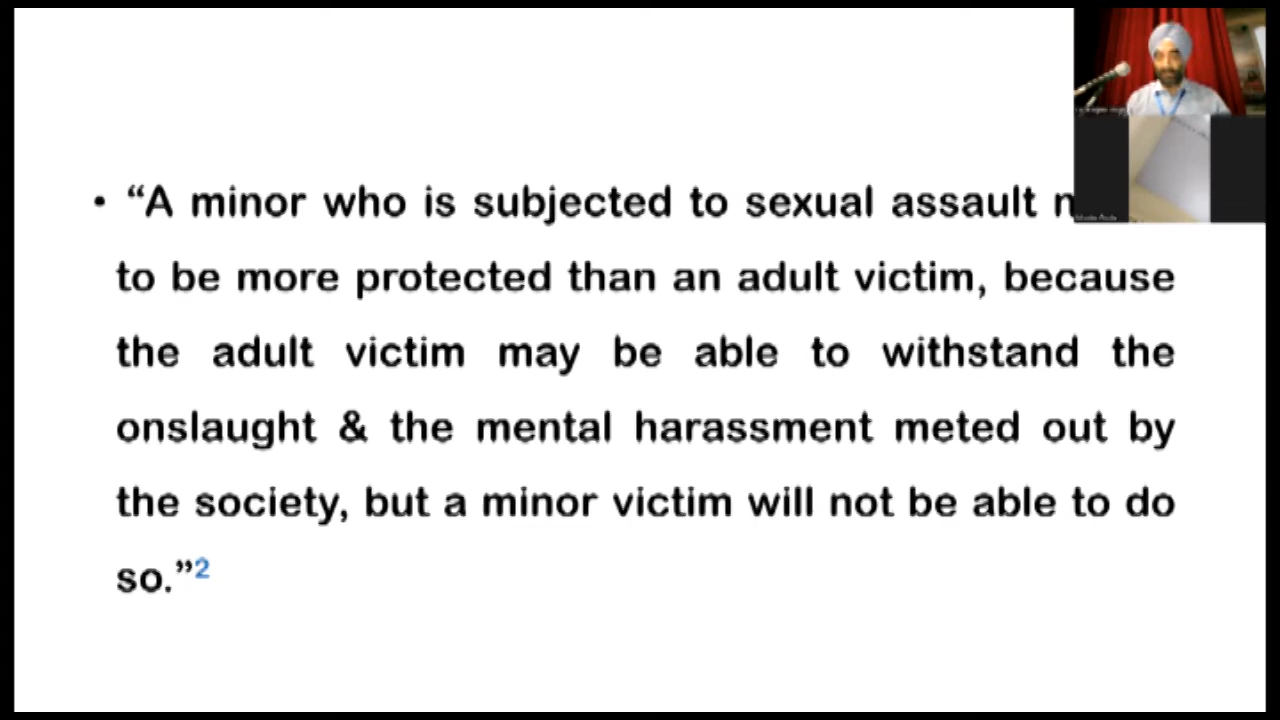 • “A minor who is subjected to sexual assault
to be more protected than an adult victim, because
the adult victim may be able to withstand the
onslaught & the mental harassment meted out by
the society, but a minor victim will not be able to do
so.”2